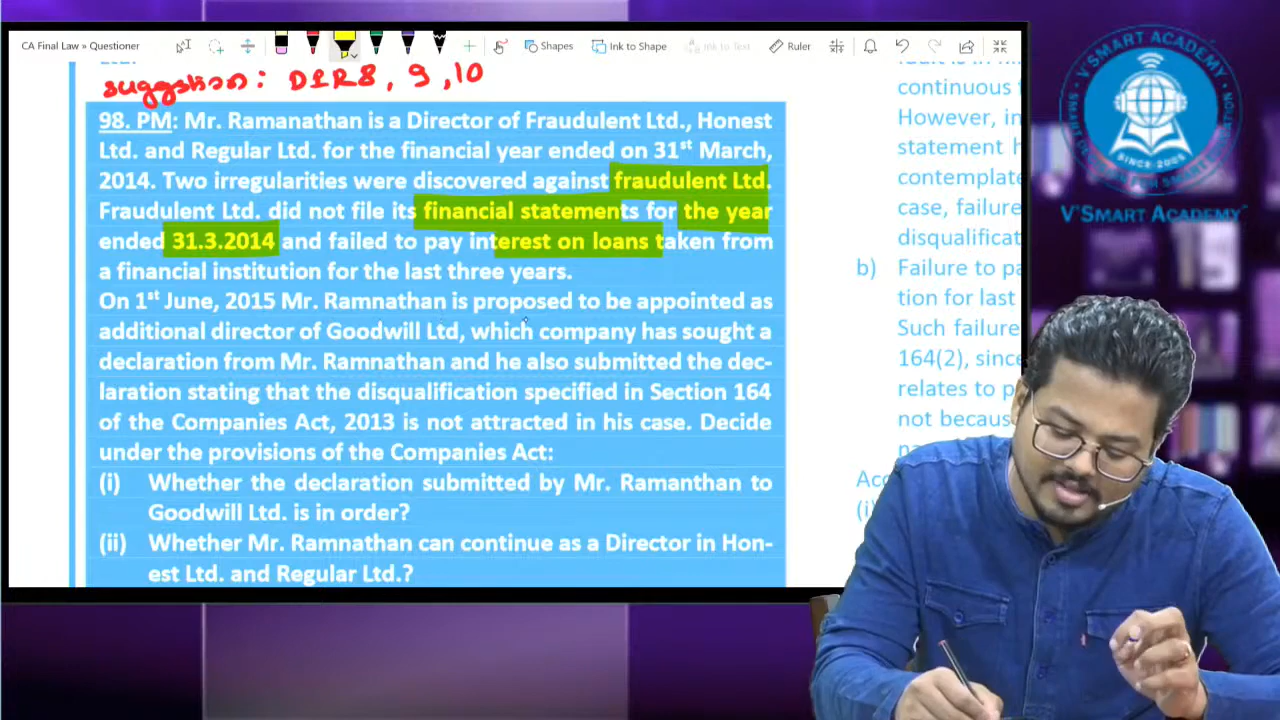 CA Final Law » Questioner
Shapes
Ink to Shape
Ink to Text
Ruler
suggstion: DIR8, 9, 10
98. PM: Mr. Ramanathan is a Director of Fraudulent Ltd., Honest
Ltd. and Regular Ltd. for the financial year ended on 31st March,
2014. Two irregularities were discovered against fraudulent Ltd.
Fraudulent Ltd. did not file its financial statements for the year
ended 31.3.2014 and failed to pay interest on loans taken from
a financial institution for the last three years.
On 1st June, 2015 Mr. Ramnathan is proposed to be appointed as
additional director of Goodwill Ltd, which company has sought a
declaration from Mr. Ramnathan and he also submitted the dec-
laration stating that the disqualification specified in Section 164
of the Companies Act, 2013 is not attracted in his case. Decide
under the provisions of the Companies Act:
(i) Whether the declaration submitted by Mr. Ramanthan to
Goodwill Ltd. is in order?
(ii) Whether Mr. Ramnathan can continue as a Director in Hon-
est Ltd. and Regular Ltd.?
continuous
However, in
statement
contemplate
case, failure
disqualificat
b) Failure to pa
tion for last
Such failure
164(2), since
relates to p
not becaus
Acc
(i)
V'SMART ACADEMY
SINCE 2005
V'SMART ACADEMY